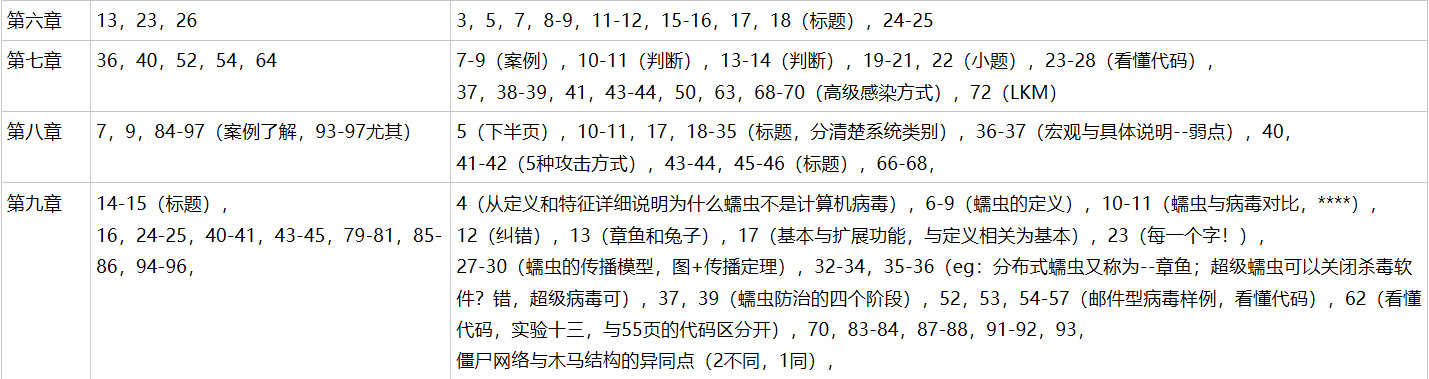 第六章
13，23，26
3，5，7，8-9，11-12，15-16，17，18（标题），24-25
第七章
36，40，52，54，64
7-9（案例），10-11（判断），13-14（判断），19-21，22（小题），23-28（看懂代码），
37，38-39，41，43-44，50，63，68-70（高级感染方式），72（LKM）
第八章
7，9，84-97（案例了解，93-97尤其）
5（下半页），10-11，17，18-35（标题，分清楚系统类别），36-37（宏观与具体说明--弱点），40，
41-42（5种攻击方式），43-44，45-46（标题），66-68，
第九章
14-15（标题），
16，24-25，40-41，43-45，79-81，85-
86，94-96，
4（从定义和特征详细说明为什么蠕虫不是计算机病毒），6-9（蠕虫的定义），10-11（蠕虫与病毒对比，****），
12（纠错），13（章鱼和兔子），17（基本与扩展功能，与定义相关为基本），23（每一个字！），
27-30（蠕虫的传播模型，图+传播定理），32-34，35-36（eg：分布式蠕虫又称为--章鱼；超级蠕虫可以关闭杀毒软
件？错，超级病毒可），37，39（蠕虫防治的四个阶段），52，53，54-57（邮件型病毒样例，看懂代码），62（看懂
代码，实验十三，与55页的代码区分开），70，83-84，87-88，91-92，93，
僵尸网络与木马结构的异同点（2不同，1同），